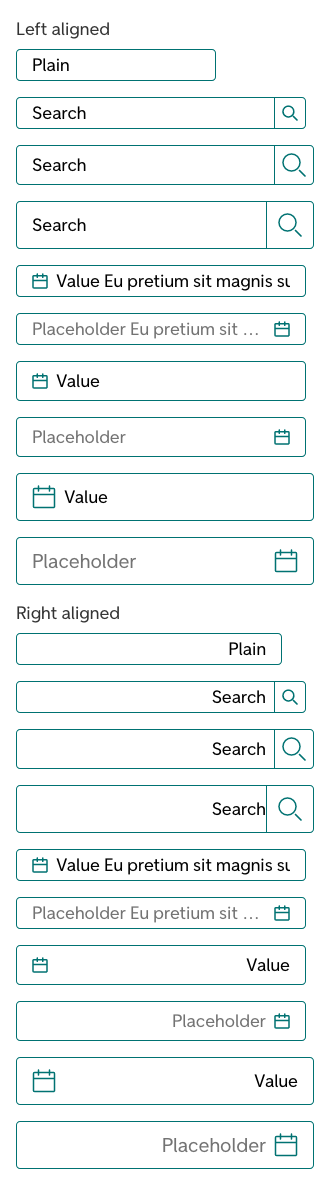 Left aligned
Plain
Search
Search
Search
Value Eu pretium sit magnis su
Placeholder Eu pretium sit …
Value
Placeholder
Value
Placeholder
Right aligned
Plain
Search
Search
Search
Value Eu pretium sit magnis su
Placeholder Eu pretium sit …
Value
Placeholder
Value
Placeholder